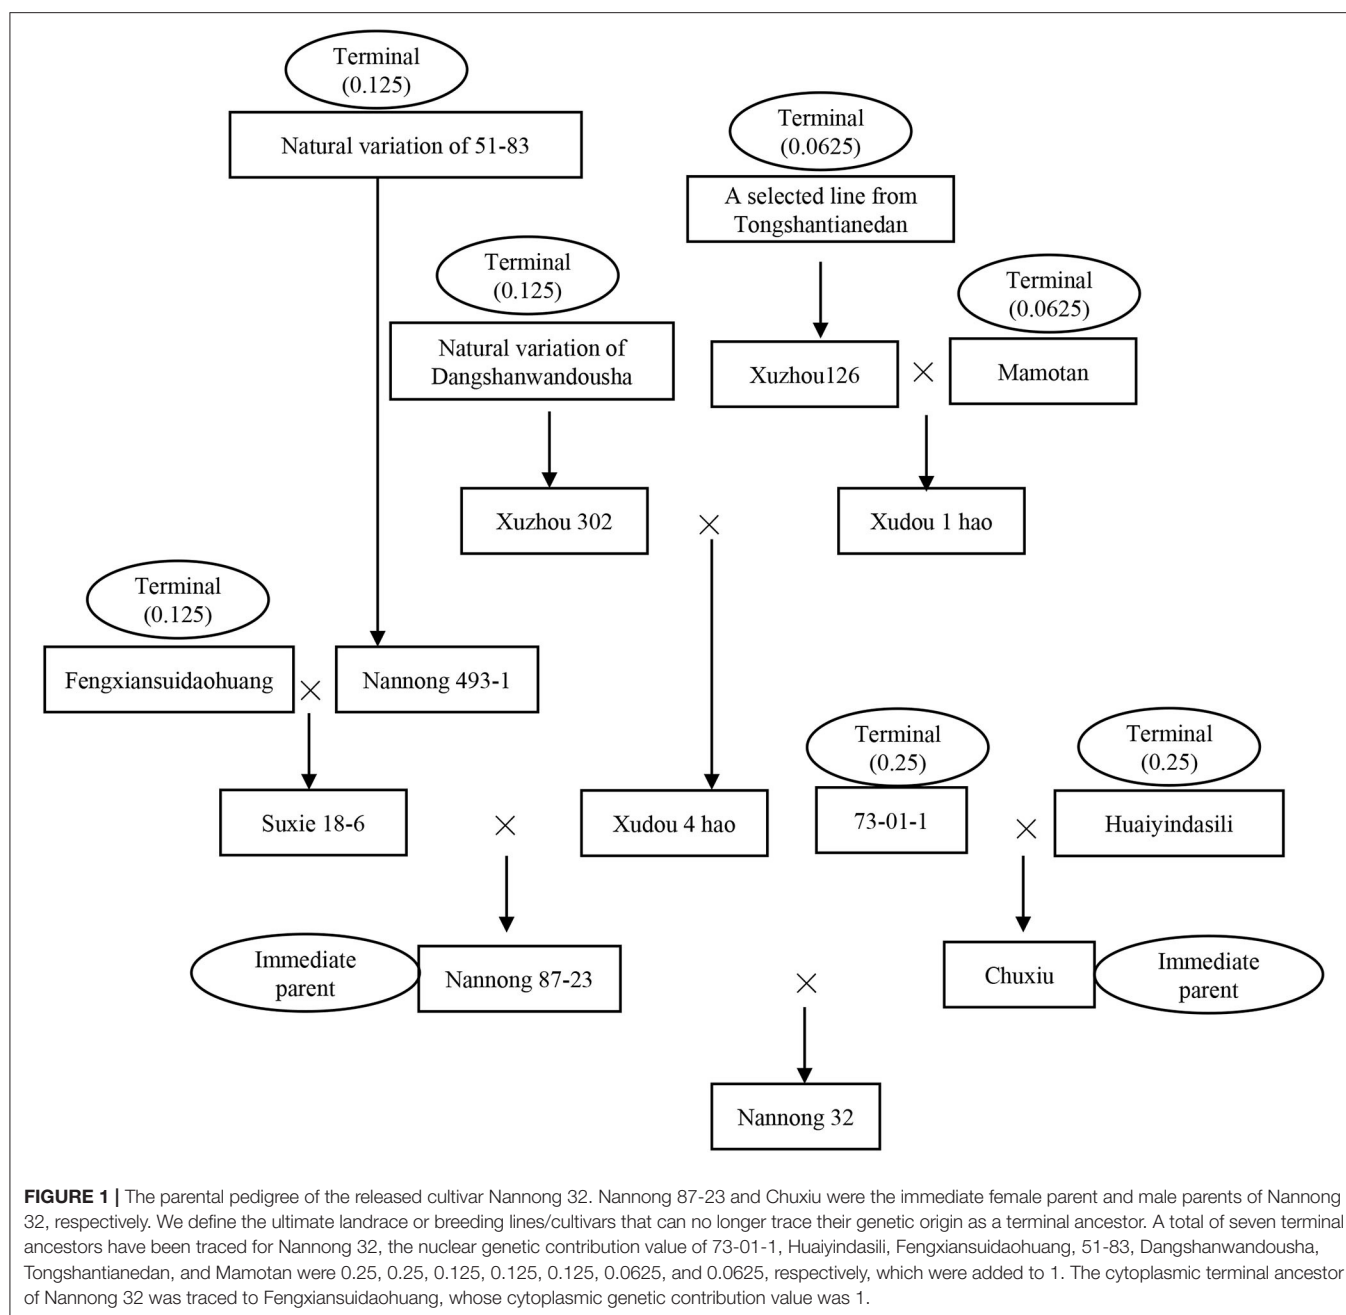 Terminal
(0.125)
Natural variation of 51-83
Terminal
(0.0625)
A selected line from
Tongshantianedan
Terminal
(0.125)
Terminal
(0.0625)
Natural variation of
Dangshanwandousha
Xuzhou126
×
Mamotan
Xuzhou 302
×
Xudou 1 hao
Terminal
(0.125)
Fengxiansuidaohuang
×
Nannong 493-1
Terminal
(0.25)
Terminal
(0.25)
Suxie 18-6
×
Xudou 4 hao
73-01-1
×
Huaiyindasili
Immediate
parent
Nannong 87-23
×
Chuxiu
Immediate
parent
Nannong 32
FIGURE 1 | The parental pedigree of the released cultivar Nannong 32. Nannong 87-23 and Chuxiu were the immediate female parent and male parents of Nannong
32, respectively. We define the ultimate landrace or breeding lines/cultivars that can no longer trace their genetic origin as a terminal ancestor. A total of seven terminal
ancestors have been traced for Nannong 32, the nuclear genetic contribution value of 73-01-1, Huaiyindasili, Fengxiansuidaohuang, 51-83, Dangshanwandousha,
Tongshantianedan, and Mamotan were 0.25, 0.25, 0.125, 0.125, 0.125, 0.0625, and 0.0625, respectively, which were added to 1. The cytoplasmic terminal ancestor
of Nannong 32 was traced to Fengxiansuidaohuang, whose cytoplasmic genetic contribution value was 1.